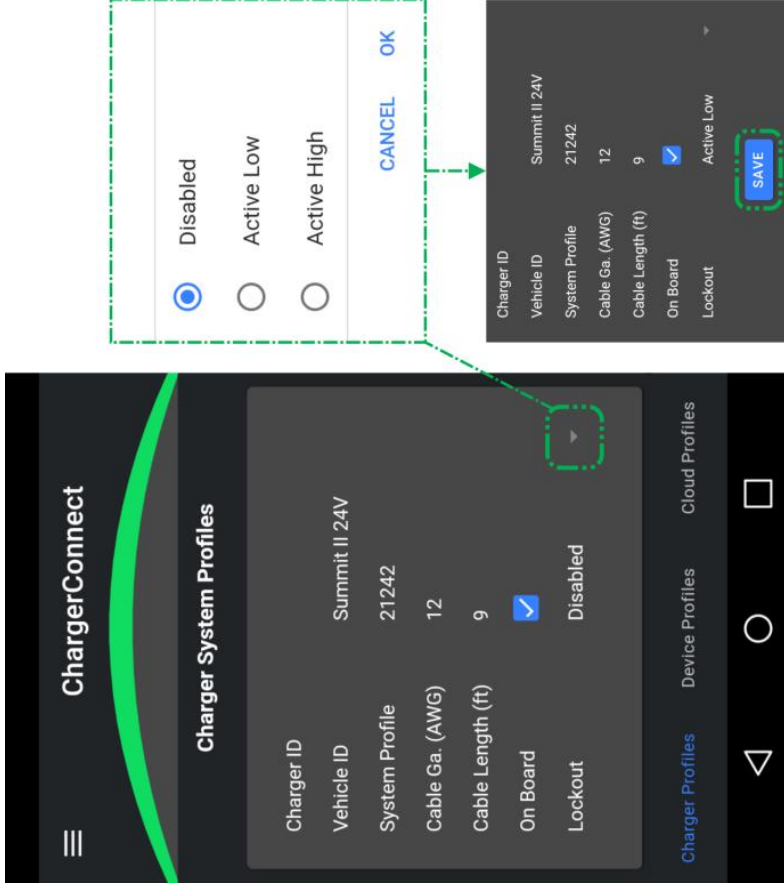 ChargerConnect
Charger System Profiles
Charger ID
Vehicle ID Summit II 24V
System Profile 21242
Cable Ga. (AWG) 12
Cable Length (ft) 9
On Board
Lockout Disabled
Charger Profiles Device Profiles Cloud Profiles
Disabled
Active Low
Active High
CANCEL OK
Charger ID
Vehicle ID Summit II 24V
System Profile 21242
Cable Ga. (AWG) 12
Cable Length (ft) 9
On Board
Lockout Active Low
SAVE